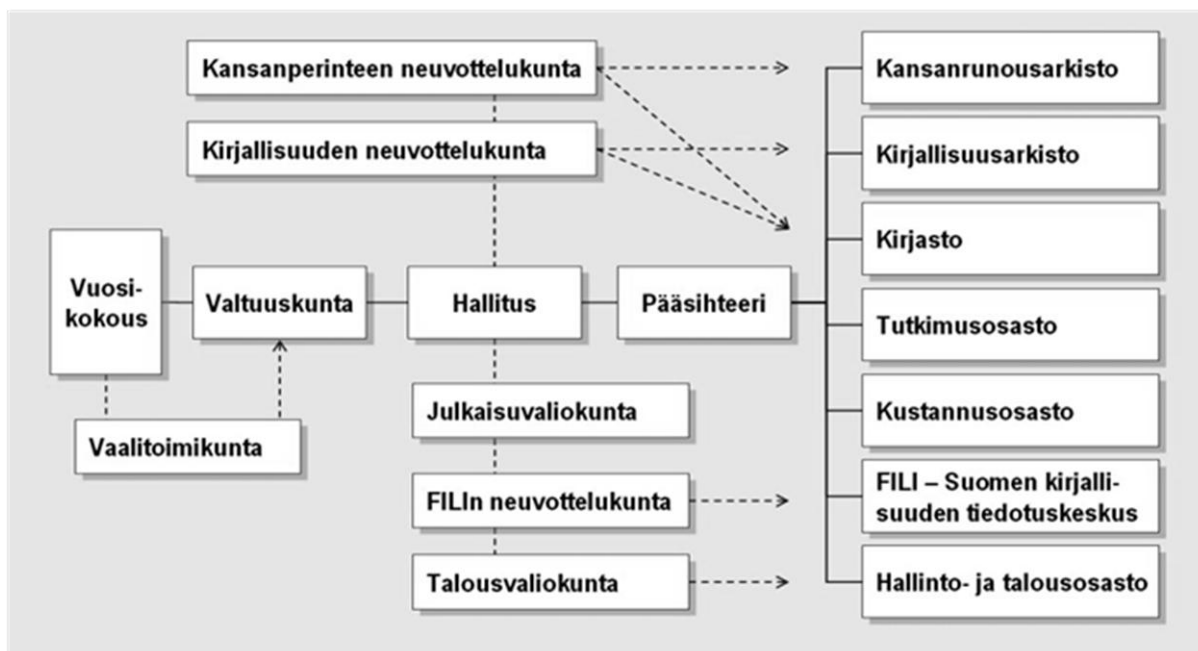 Kansanperinteen neuvottelukunta
Kirjallisuuden neuvottelukunta
Vuosi-
kokous
Valtuuskunta
Hallitus
Pääsihteeri
Vaalitoimikunta
Julkaisuvaliokunta
FILIn neuvottelukunta
Talousvaliokunta
Kansanrunousarkisto
Kirjallisuusarkisto
Kirjasto
Tutkimusosasto
Kustannusosasto
FILI – Suomen kirjalli-
suuden tiedotuskeskus
Hallinto- ja talousosasto